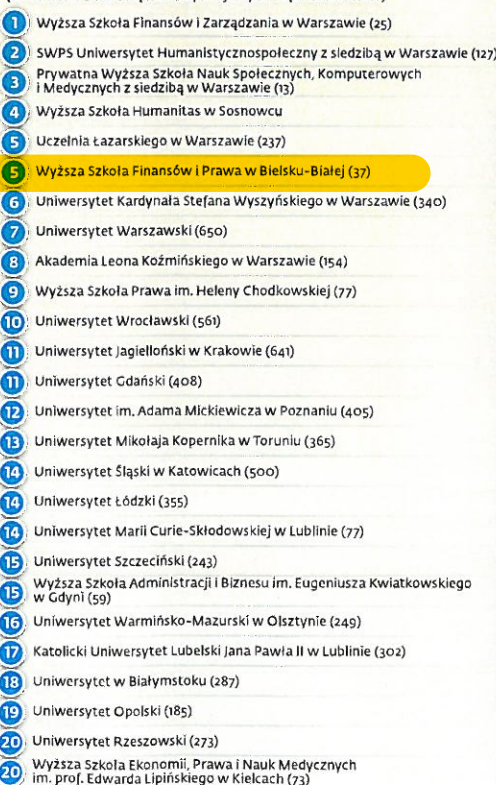 1 Wyższa Szkoła Finansów i Zarządzania w Warszawie (25)
2 SWPS Uniwersytet Humanistycznospołeczny z siedzibą w Warszawie (127)
3 Prywatna Wyższa Szkoła Nauk Społecznych, Komputerowych
i Medycznych z siedzibą w Warszawie (13)
4 Wyższa Szkoła Humanitas w Sosnowcu
5 Uczelnia Łazarskiego w Warszawie (237)
5 Wyższa Szkoła Finansów i Prawa w Bielsku-Białej (37)
6 Uniwersytet Kardynała Stefana Wyszyńskiego w Warszawie (340)
7 Uniwersytet Warszawski (650)
8 Akademia Leona Koźmińskiego w Warszawie (154)
9 Wyższa Szkoła Prawa im. Heleny Chodkowskiej (77)
10 Uniwersytet Wrocławski (561)
11 Uniwersytet Jagielloński w Krakowie (641)
11 Uniwersytet Gdański (408)
12 Uniwersytet im. Adama Mickiewicza w Poznaniu (405)
13 Uniwersytet Mikołaja Kopernika w Toruniu (365)
14 Uniwersytet Śląski w Katowicach (500)
14 Uniwersytet Łódzki (355)
14 Uniwersytet Marii Curie-Skłodowskiej w Lublinie (77)
15 Uniwersytet Szczeciński (243)
15 Wyższa Szkoła Administracji i Biznesu im. Eugeniusza Kwiatkowskiego
w Gdyni (59)
16 Uniwersytet Warmińsko-Mazurski w Olsztynie (249)
17 Katolicki Uniwersytet Lubelski Jana Pawła II w Lublinie (302)
18 Uniwersytet w Białymstoku (287)
19 Uniwersytet Opolski (185)
20 Uniwersytet Rzeszowski (273)
20 Wyższa Szkoła Ekonomii, Prawa i Nauk Medycznych
im. prof. Edwarda Lipińskiego w Kielcach (73)